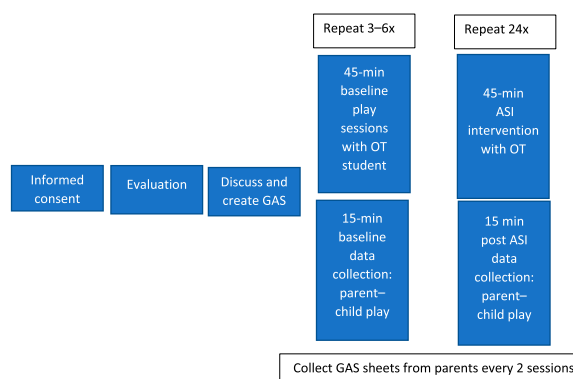 Repeat 3–6x
Repeat 24x
45-min
baseline
play
sessions
with OT
student
45-min
ASI
intervention
with OT
Informed
consent
Evaluation
Discuss and
create GAS
15-min
baseline
data
collection:
parent–
child play
15 min
post ASI
data
collection:
parent–
child play
Collect GAS sheets from parents every 2 sessions